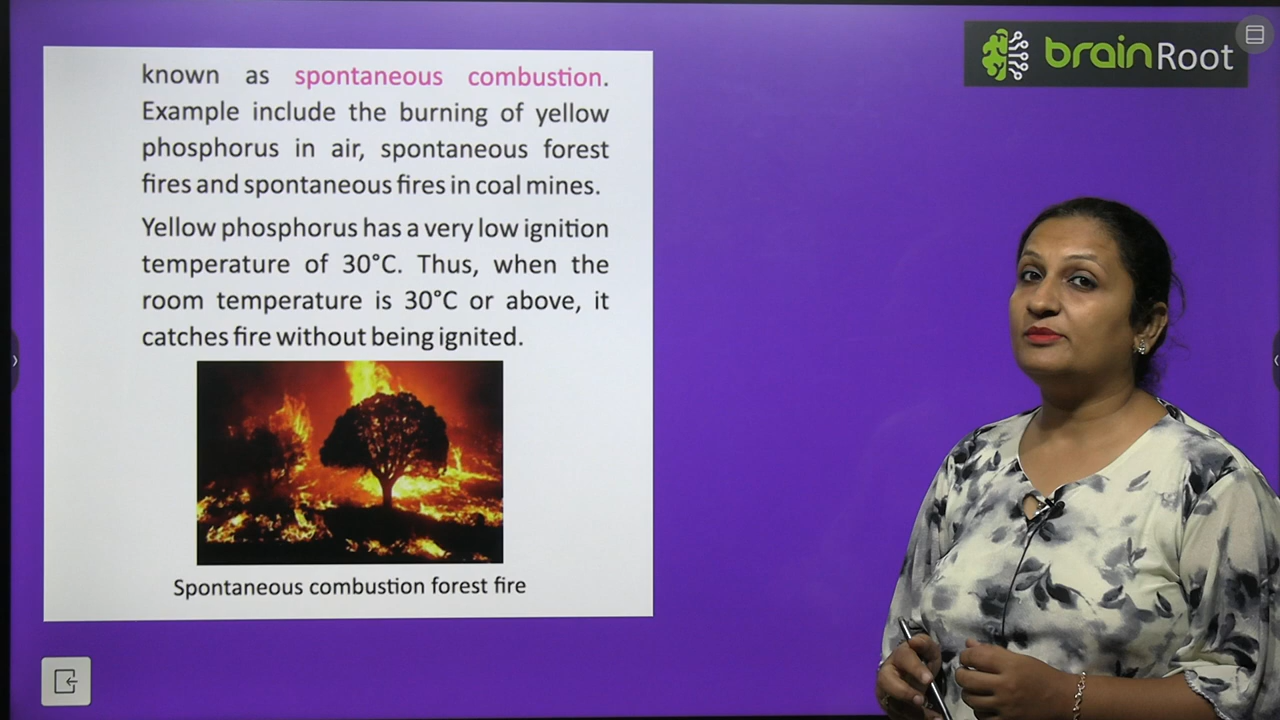 brainRoot
known as spontaneous combustion.
Example include the burning of yellow
phosphorus in air, spontaneous forest
fires and spontaneous fires in coal mines.
Yellow phosphorus has a very low ignition
temperature of 30°C. Thus, when the
room temperature is 30°C or above, it
catches fire without being ignited.
Spontaneous combustion forest fire